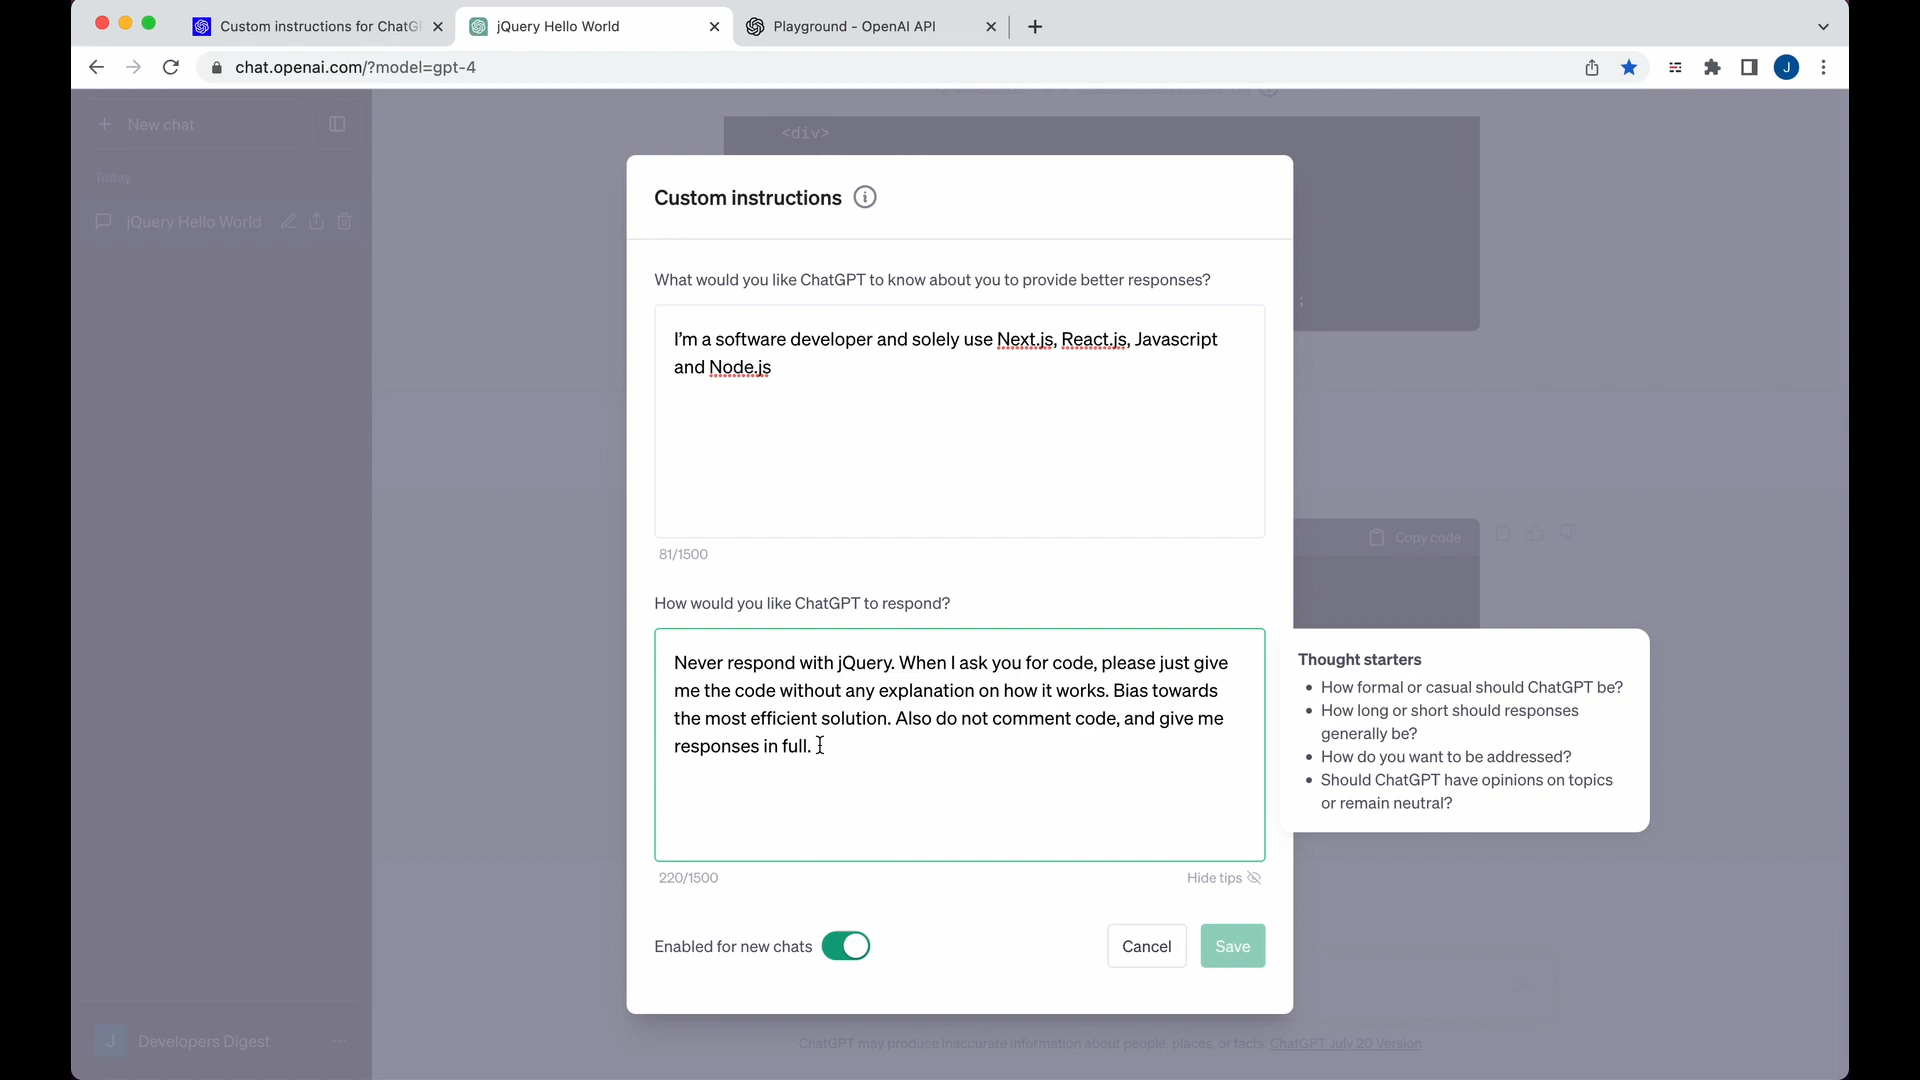 Custom instructions for ChatGP
jQuery Hello World
Playground - OpenAI API
chat.openai.com/?model=gpt-4
J
New chat
Today
jQuery Hello World
<div>
;
Custom instructions
What would you like ChatGPT to know about you to provide better responses?
I'm a software developer and solely use Next.js, React.js, Javascript
and Node.js
81/1500
Copy code
How would you like ChatGPT to respond?
Never respond with jQuery. When I ask you for code, please just give
me the code without any explanation on how it works. Bias towards
the most efficient solution. Also do not comment code, and give me
responses in full.
Thought starters
• How formal or casual should ChatGPT be?
• How long or short should responses
generally be?
• How do you want to be addressed?
• Should ChatGPT have opinions on topics
or remain neutral?
220/1500
Hide tips
Enabled for new chats
Cancel
Save
J
Developers Digest
ChatGPT may produce inaccurate information about people, places, or facts. ChatGPT July 20 Version